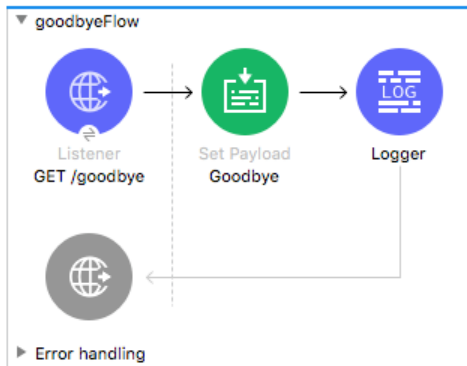 goodbyeFlow
LOG
Listener
Set Payload
Logger
GET /goodbye
Goodbye
Error handling